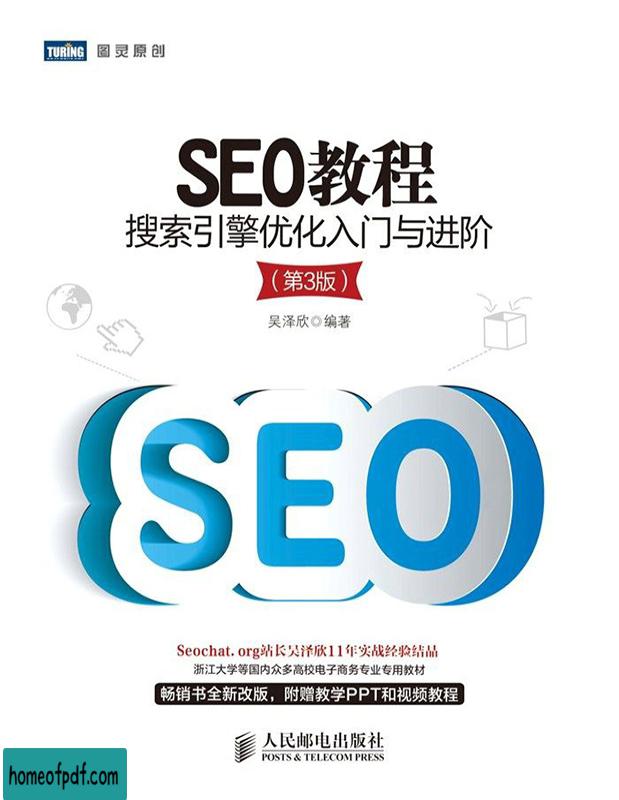 TURING 图灵原创
SEO教程
搜索引擎优化入门与进阶
（第3版）
吴泽欣◎编著
SEO
Seochat.org站长吴泽欣11年实战经验结晶
浙江大学等国内众多高校电子商务专业专用教材
畅销书全新改版，附赠教学PPT和视频教程
人民邮电出版社
POSTS & TELECOM PRESS
homeofpdf.com